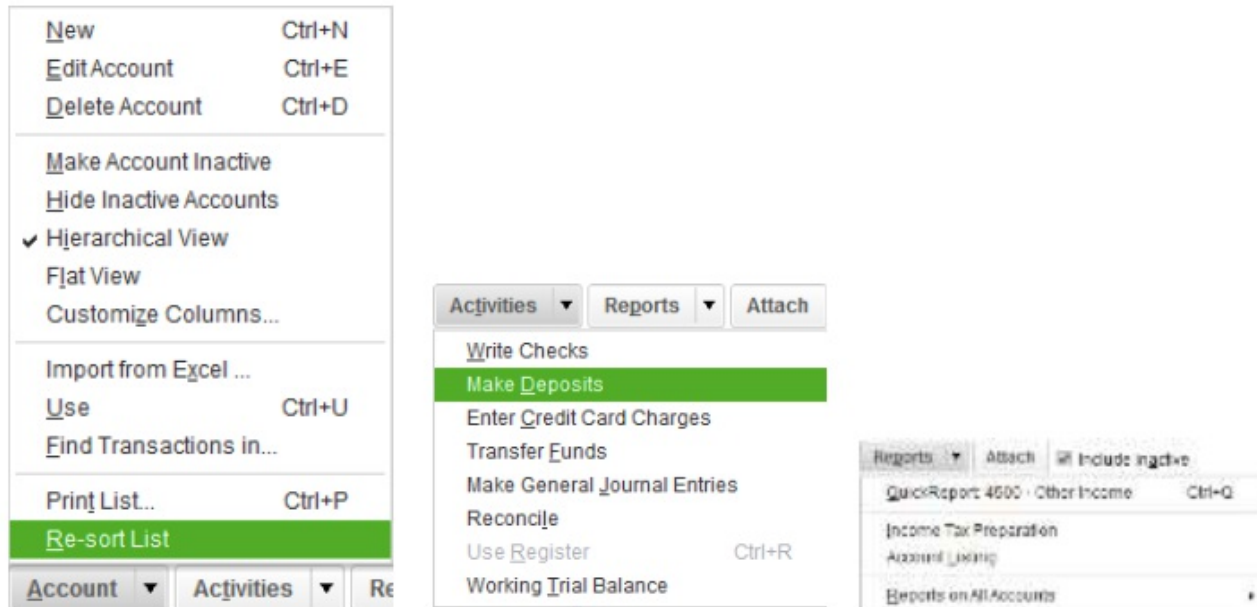 New Ctrl+N
Edit Account Ctrl+E
Delete Account Ctrl+D
Make Account Inactive
Hide Inactive Accounts
Hierarchical View
Flat View
Customize Columns...
Import from Excel ...
Use Ctrl+U
Find Transactions in...
Print List... Ctrl+P
Re-sort List
Account Activities Re
Activities Reports Attach
Write Checks
Make Deposits
Enter Credit Card Charges
Transfer Funds
Make General Journal Entries
Reconcile
Use Register Ctrl+R
Working Trial Balance
Reports Attach Include inactive
QuickReport: 4500 · Other Income Ctrl+Q
Income Tax Preparation
Account Listing
Reports on All Accounts